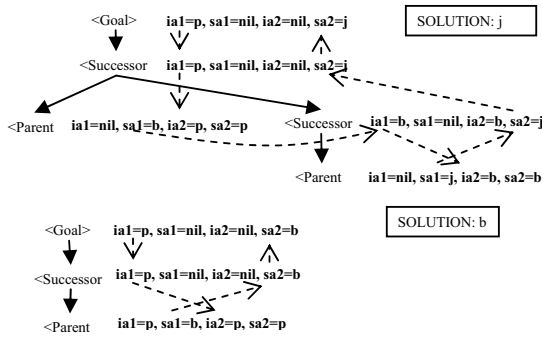 <Goal> ia1=p, sa1=nil, ia2=nil, sa2=j
SOLUTION: j
<Successor ia1=p, sa1=nil, ia2=nil, sa2=j
<Parent ia1=nil, sa1=b, ia2=p, sa2=p <Successor ia1=b, sa1=nil, ia2=b, sa2=j
<Parent ia1=nil, sa1=j, ia2=b, sa2=b
SOLUTION: b
<Goal> ia1=p, sa1=nil, ia2=nil, sa2=b
<Successor ia1=p, sa1=nil, ia2=nil, sa2=b
<Parent ia1=p, sa1=b, ia2=p, sa2=p